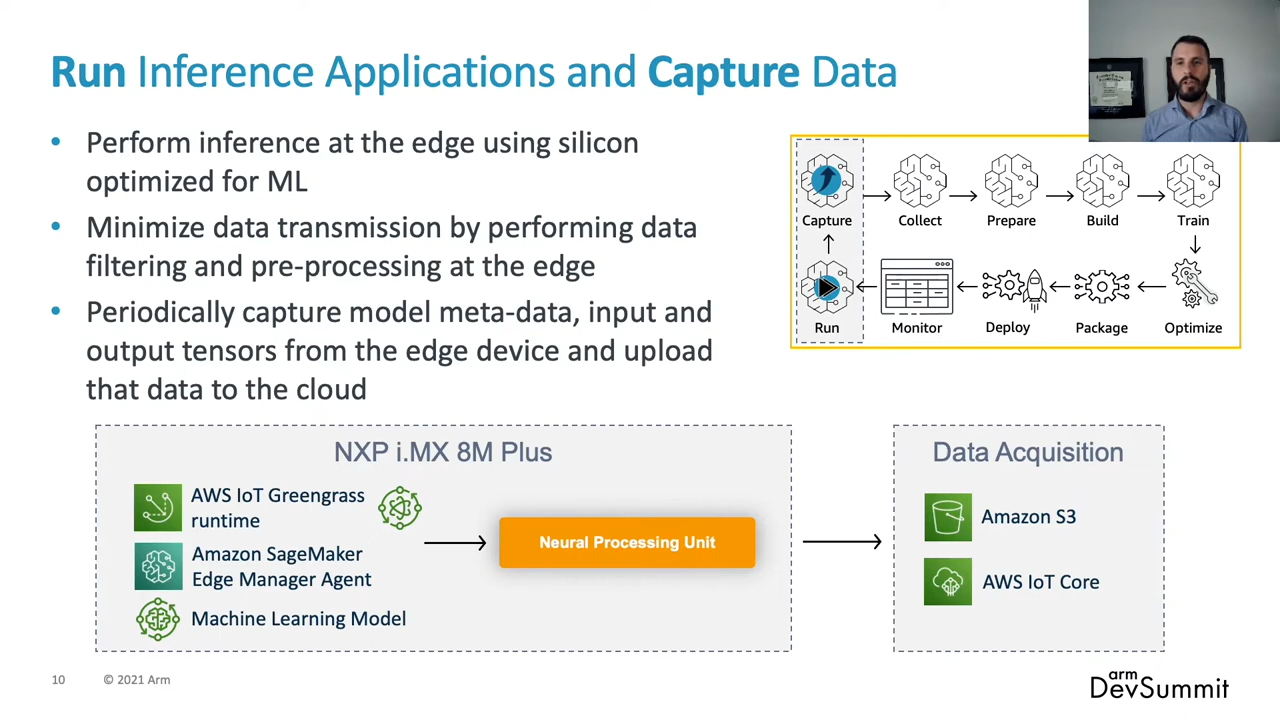 Run Inference Applications and Capture Data
• Perform inference at the edge using silicon
optimized for ML
• Minimize data transmission by performing data
filtering and pre-processing at the edge
• Periodically capture model meta-data, input and
output tensors from the edge device and upload
that data to the cloud
Capture Collect Prepare Build Train
Run Monitor Deploy Package Optimize
NXP i.MX 8M Plus
AWS IoT Greengrass
runtime
Amazon SageMaker
Edge Manager Agent
Machine Learning Model
Neural Processing Unit
Data Acquisition
Amazon S3
AWS IoT Core
10 © 2021 Arm
arm
DevSummit